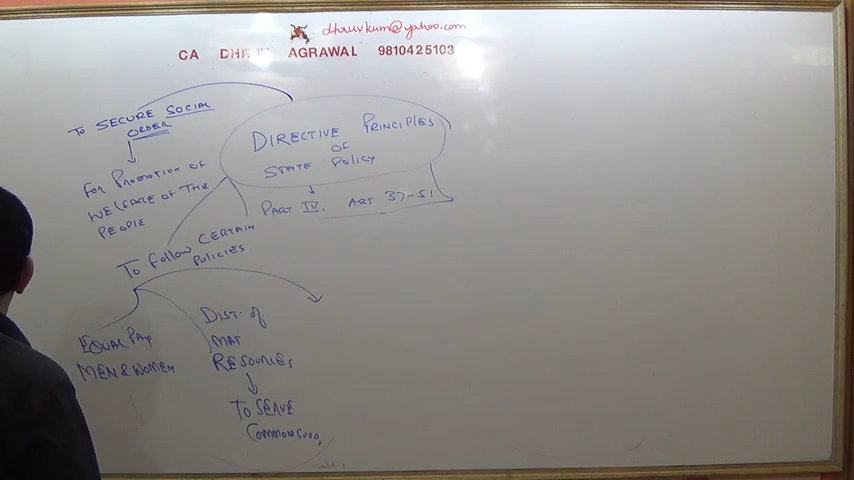 dhruvkum@yahoo.com
CA AGRAWAL 9810425103
TO SECURE SOCIAL
ORDER
FOR PROMOTION OF
WELFARE OF THE
PEOPLE
DIRECTIVE PRINCIPLES
OF
STATE POLICY
PART IV, ART 37-51
TO FOLLOW CERTAIN
POLICIES
EQUAL PAY
MEN & WOMEN
DIST. OF
MAT
RESOURCES
TO SERVE
COMMON GOOD,